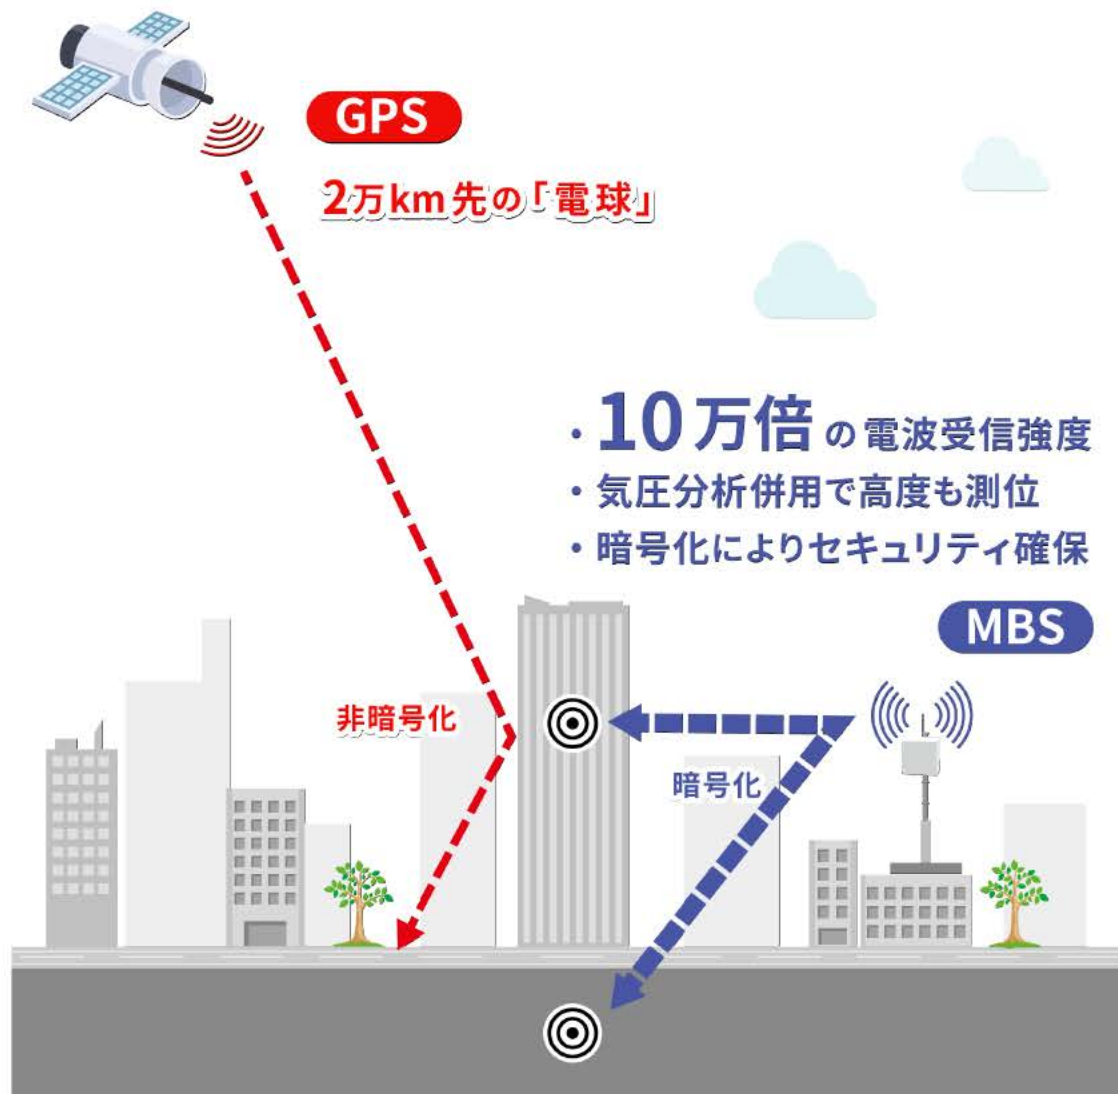 GPS
2万km先の「電球」
・10万倍の電波受信強度
・気圧分析併用で高度も測位
・暗号化によりセキュリティ確保
MBS
非暗号化
暗号化